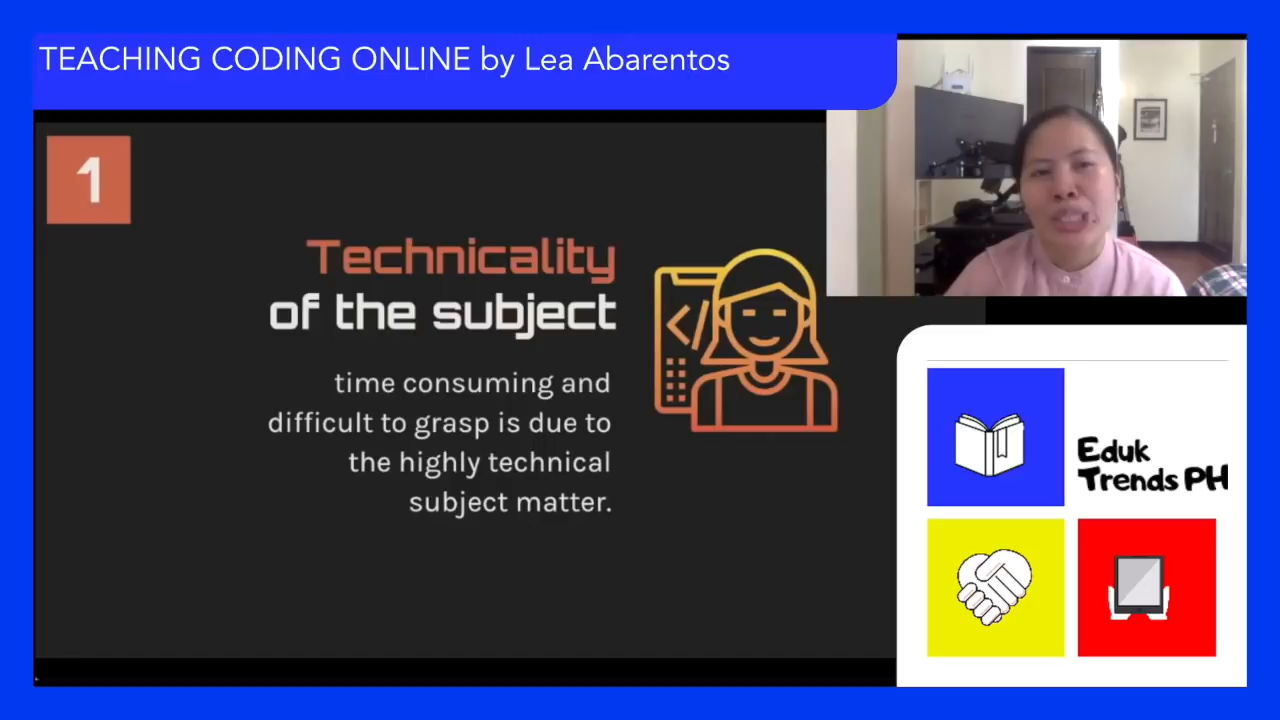 TEACHING CODING ONLINE by Lea Abarentos
1
Technicality
of the subject
</>
time consuming and
difficult to grasp is due to
the highly technical
subject matter.
Eduk
Trends PH